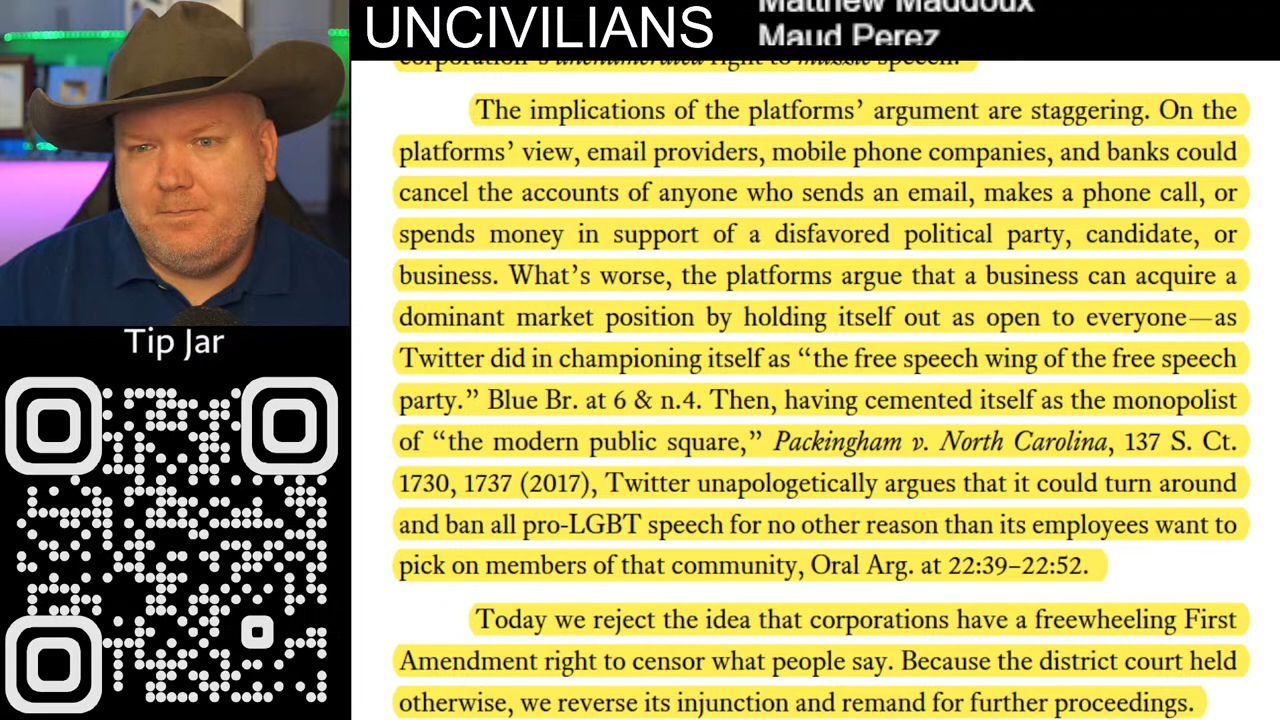 UNCIVILIANS
Matthew Maddoux
Maud Perez
Tip Jar
corporation's unenumerated right to muzzle speech.
The implications of the platforms' argument are staggering. On the
platforms' view, email providers, mobile phone companies, and banks could
cancel the accounts of anyone who sends an email, makes a phone call, or
spends money in support of a disfavored political party, candidate, or
business. What's worse, the platforms argue that a business can acquire a
dominant market position by holding itself out as open to everyone—as
Twitter did in championing itself as “the free speech wing of the free speech
party.” Blue Br. at 6 & n.4. Then, having cemented itself as the monopolist
of “the modern public square,” Packingham v. North Carolina, 137 S. Ct.
1730, 1737 (2017), Twitter unapologetically argues that it could turn around
and ban all pro-LGBT speech for no other reason than its employees want to
pick on members of that community, Oral Arg. at 22:39–22:52.
Today we reject the idea that corporations have a freewheeling First
Amendment right to censor what people say. Because the district court held
otherwise, we reverse its injunction and remand for further proceedings.